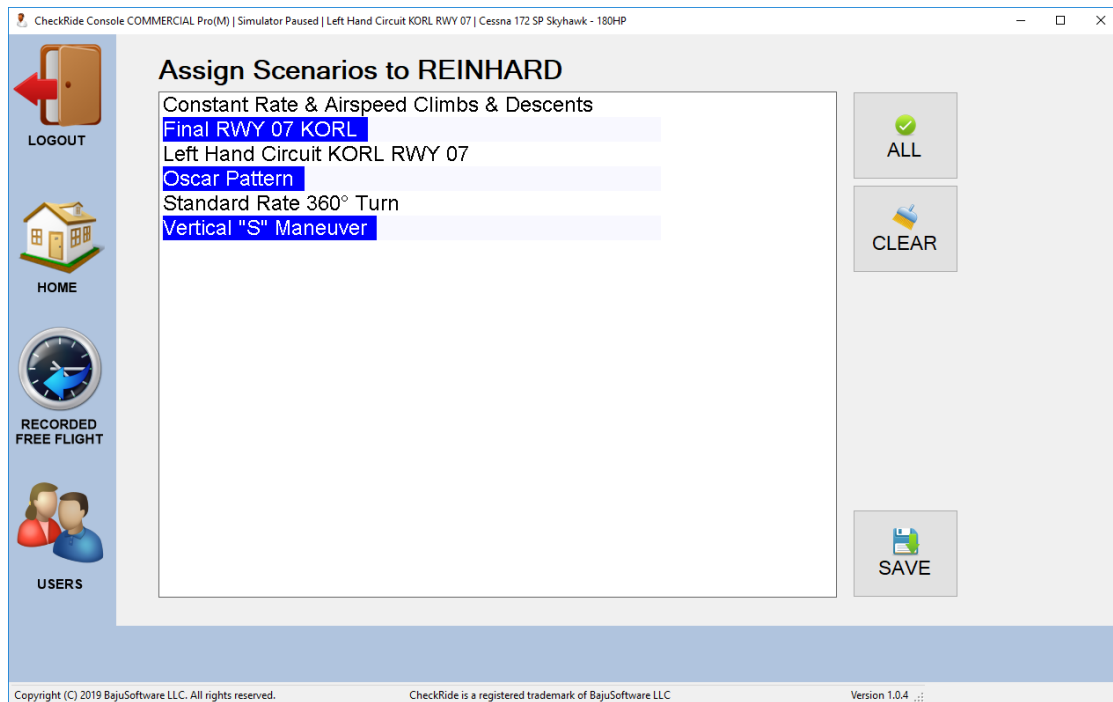 CheckRide Console COMMERCIAL Pro(M) | Simulator Paused | Left Hand Circuit KORL RWY 07 | Cessna 172 SP Skyhawk - 180HP
LOGOUT
HOME
RECORDED
FREE FLIGHT
USERS
Assign Scenarios to REINHARD
Constant Rate & Airspeed Climbs & Descents
Final RWY 07 KORL
Left Hand Circuit KORL RWY 07
Oscar Pattern
Standard Rate 360° Turn
Vertical "S" Maneuver
ALL
CLEAR
SAVE
Copyright (C) 2019 BajuSoftware LLC. All rights reserved.
CheckRide is a registered trademark of BajuSoftware LLC
Version 1.0.4